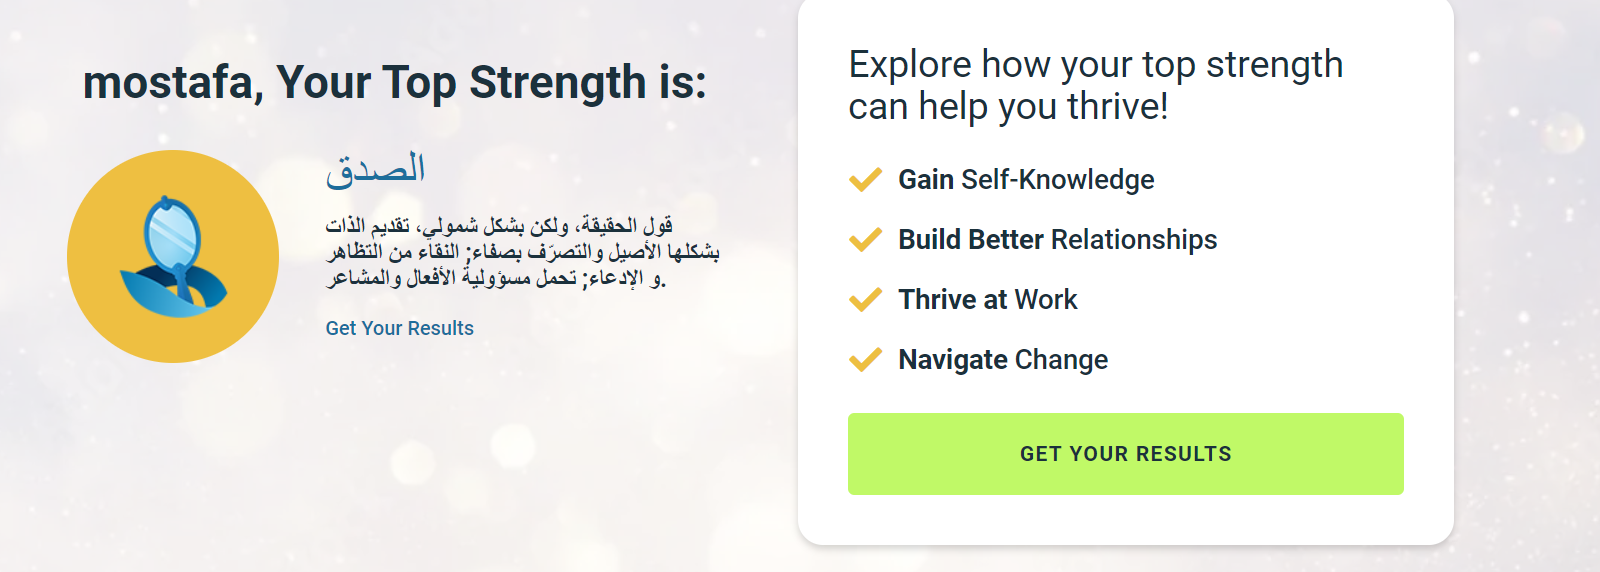 mostafa, Your Top Strength is:
الصدق
قول الحقيقة، ولكن بشكل شمولي، تقديم الذات
بشكلها الأصيل والتصرّف بصفاء; النقاء من التظاهر
و الإدعاء; تحمل مسؤولية الأفعال والمشاعر.
Get Your Results
Explore how your top strength
can help you thrive!
Gain Self-Knowledge
Build Better Relationships
Thrive at Work
Navigate Change
GET YOUR RESULTS